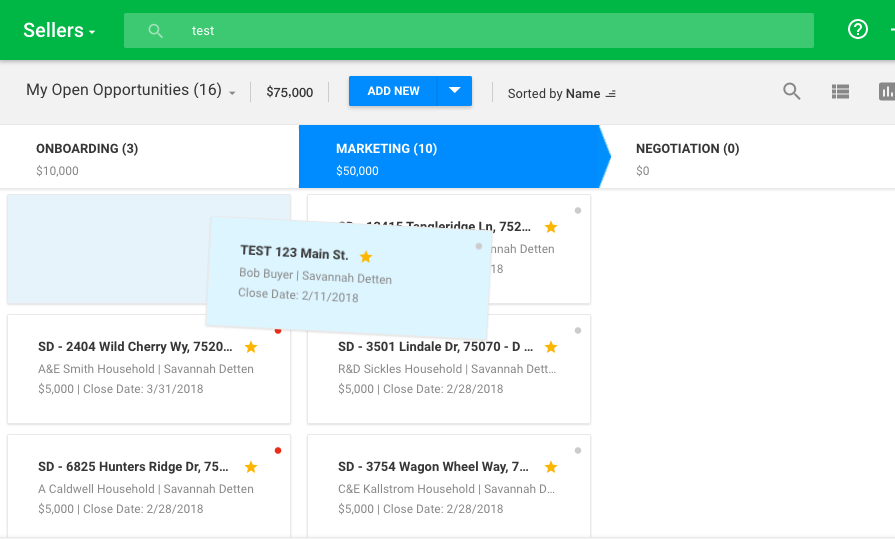 Sellers
test
My Open Opportunities (16)
$75,000
ADD NEW
Sorted by Name
ONBOARDING (3)
$10,000
MARKETING (10)
$50,000
NEGOTIATION (0)
$0
TEST 123 Main St.
Bob Buyer | Savannah Detten
Close Date: 2/11/2018
Tangleridge Ln, 752...
Detten
18
SD - 2404 Wild Cherry Wy, 7520...
A&E Smith Household | Savannah Detten
$5,000 | Close Date: 3/31/2018
SD - 3501 Lindale Dr, 75070 - D ...
R&D Sickles Household | Savannah Dett...
$5,000 | Close Date: 2/28/2018
SD - 6825 Hunters Ridge Dr, 75...
A Caldwell Household | Savannah Detten
$5,000 | Close Date: 2/28/2018
SD - 3754 Wagon Wheel Way, 7...
C&E Kallstrom Household | Savannah D...
$5,000 | Close Date: 2/28/2018